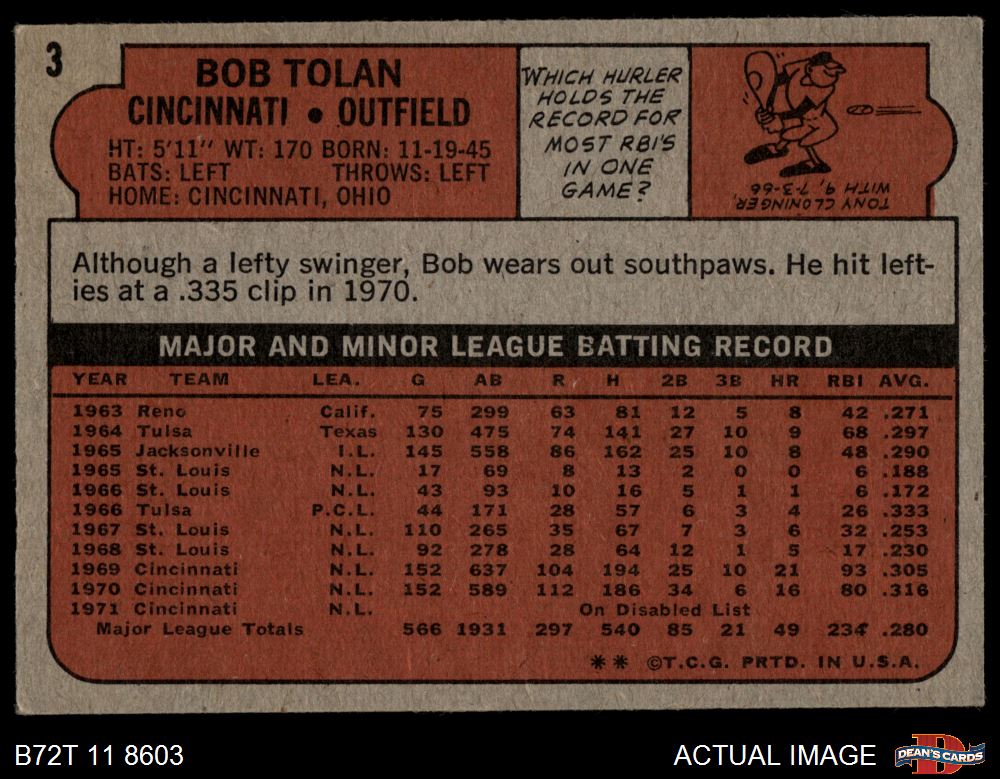 3
BOB TOLAN
CINCINNATI • OUTFIELD
HT: 5'11" WT: 170 BORN: 11-19-45
BATS: LEFT THROWS: LEFT
HOME: CINCINNATI, OHIO
WHICH HURLER
HOLDS THE
RECORD FOR
MOST RBI'S
IN ONE
GAME?
TONY CLONINGER,
WITH 9, 7-3-66.
Although a lefty swinger, Bob wears out southpaws. He hit left-
ies at a .335 clip in 1970.
MAJOR AND MINOR LEAGUE BATTING RECORD
YEAR TEAM LEA. G AB R H 2B 3B HR RBI AVG.
1963 Reno Calif. 75 299 63 81 12 5 8 42 .271
1964 Tulsa Texas 130 475 74 141 27 10 9 68 .297
1965 Jacksonville I.L. 145 558 86 162 25 10 8 48 .290
1965 St. Louis N.L. 17 69 8 13 2 0 0 6 .188
1966 St. Louis N.L. 43 93 10 16 5 1 1 6 .172
1966 Tulsa P.C.L. 44 171 28 57 6 3 4 26 .333
1967 St. Louis N.L. 110 265 35 67 7 3 6 32 .253
1968 St. Louis N.L. 92 278 28 64 12 1 5 17 .230
1969 Cincinnati N.L. 152 637 104 194 25 10 21 93 .305
1970 Cincinnati N.L. 152 589 112 186 34 6 16 80 .316
1971 Cincinnati N.L. On Disabled List
Major League Totals 566 1931 297 540 85 21 49 234 .280
** ©T.C.G. PRTD. IN U.S.A.
B72T 11 8603
ACTUAL IMAGE
DEAN'S CARDS